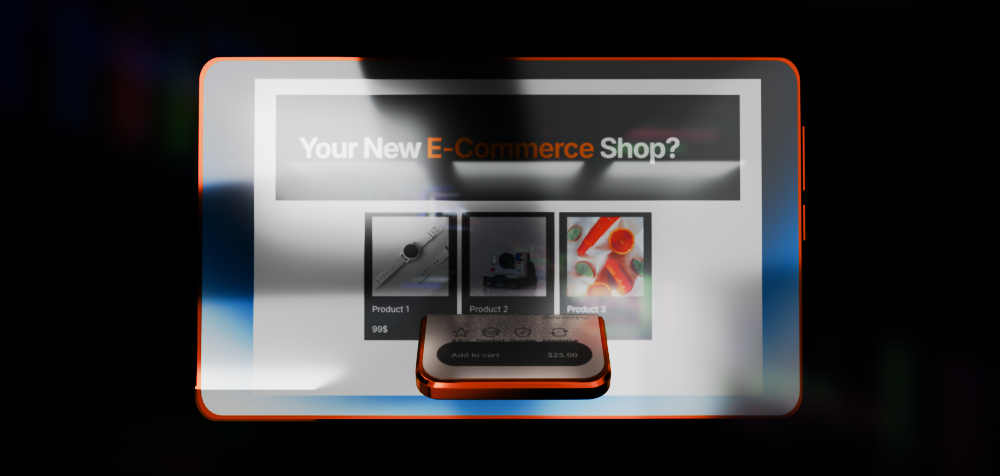 Your New E-Commerce Shop?
Product 1
Product 2
Product 3
99$
Add to cart
$25.00